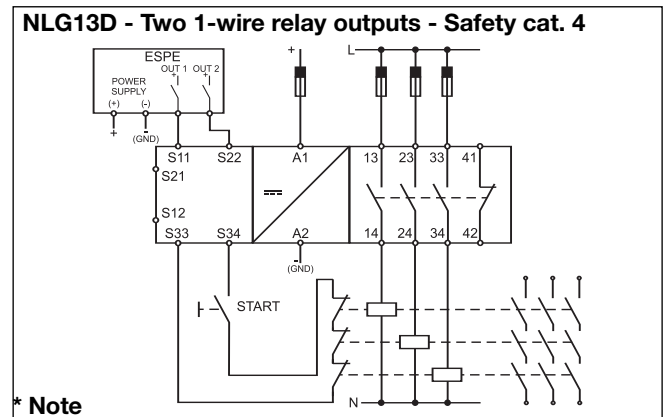 NLG13D - Two 1-wire relay outputs - Safety cat. 4
ESPE
OUT 1 OUT 2
+ +
POWER
SUPPLY
(+) (-)
+ - (GND)
+ L
S11 S22 A1 13 23 33 41
S21
S12
S33 S34 A2 14 24 34 42
- (GND)
START
N
* Note